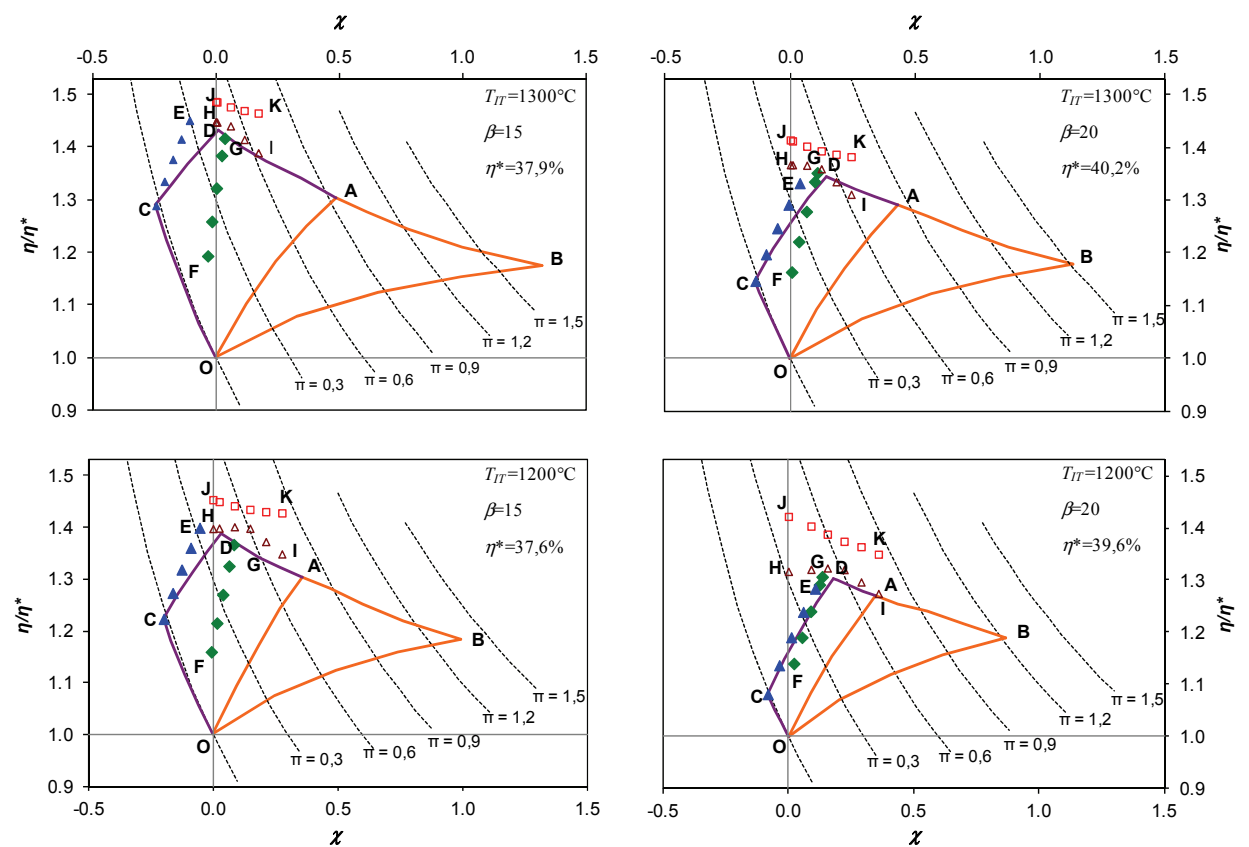 χ χ
-0.5 0.0 0.5 1.0 1.5 -0.5 0.0 0.5 1.0 1.5
1.5 J H D E K G I C A B F O
1.4
1.3
1.2
1.1
1.0
0.9
η/η*
T_IT=1300°C
β=15
η*=37,9%
π = 1,5
π = 1,2
π = 0,9
π = 0,6
π = 0,3
J K H G D E A I C F B O
T_IT=1300°C
β=20
η*=40,2%
π = 1,5
π = 1,2
π = 0,9
π = 0,6
π = 0,3
1.5
1.4
1.3
1.2
1.1
1.0
0.9
η/η*
1.5
1.4
1.3
1.2
1.1
1.0
0.9
η/η*
J K H E D G I A C B F O
T_IT=1200°C
β=15
η*=37,6%
π = 1,5
π = 1,2
π = 0,9
π = 0,6
π = 0,3
J K H G D E A I C F B O
T_IT=1200°C
β=20
η*=39,6%
π = 1,5
π = 1,2
π = 0,9
π = 0,6
π = 0,3
1.5
1.4
1.3
1.2
1.1
1.0
0.9
η/η*
-0.5 0.0 0.5 1.0 1.5 -0.5 0.0 0.5 1.0 1.5
χ χ